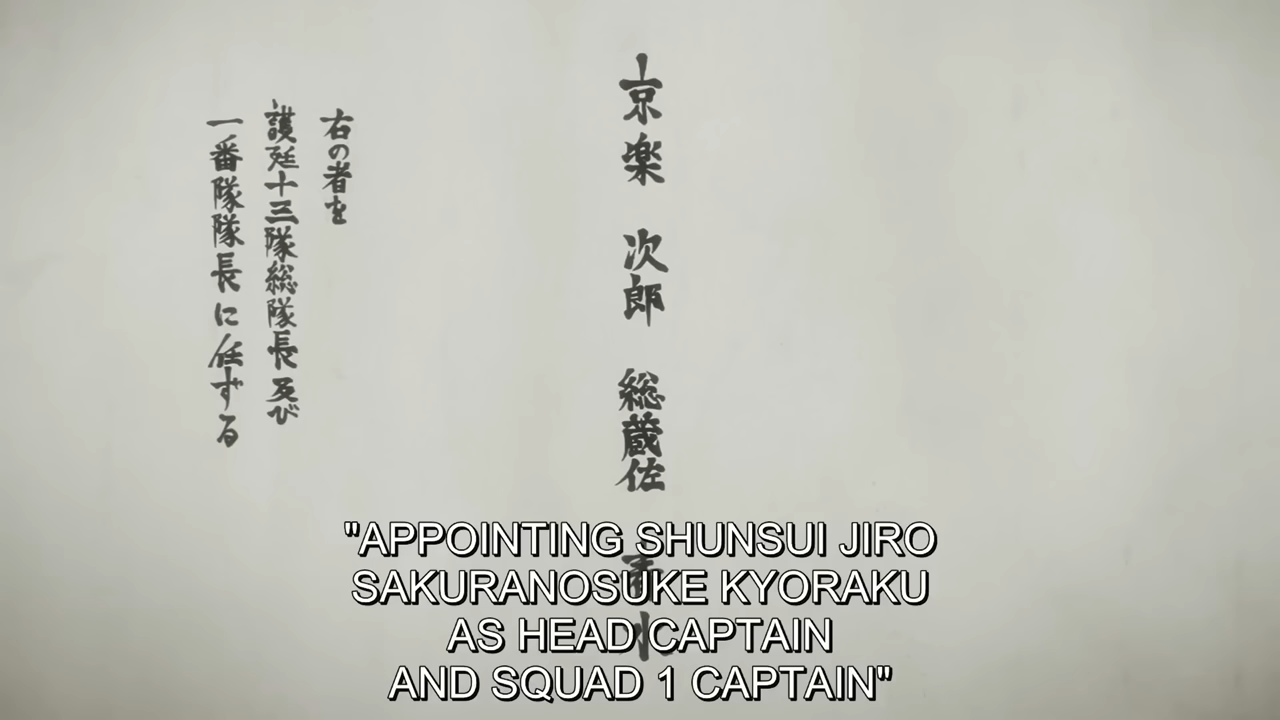 京楽 次郎 総蔵佐 春水
右の者を
護廷十三隊総隊長及び
一番隊隊長に任ずる
"APPOINTING SHUNSUI JIRO
SAKURANOSUKE KYORAKU
AS HEAD CAPTAIN
AND SQUAD 1 CAPTAIN"